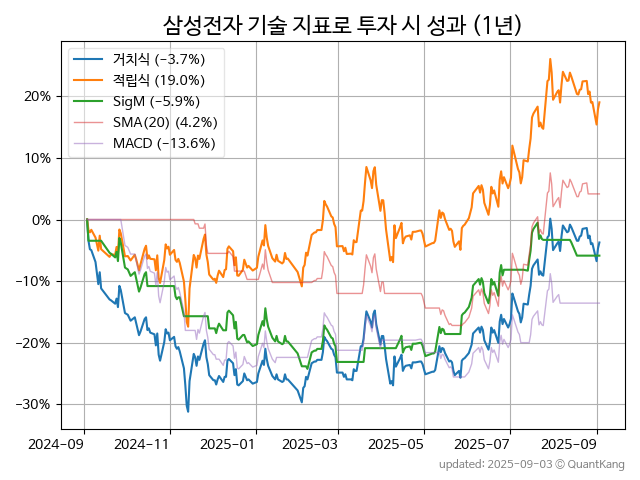 삼성전자 기술 지표로 투자 시 성과 (1년)
거치식 (−3.7%)
적립식 (19.0%)
SigM (−5.9%)
SMA(20) (4.2%)
MACD (−13.6%)
20%
10%
0%
−10%
−20%
−30%
2024-09 2024-11 2025-01 2025-03 2025-05 2025-07 2025-09
updated: 2025-09-03 © QuantKang